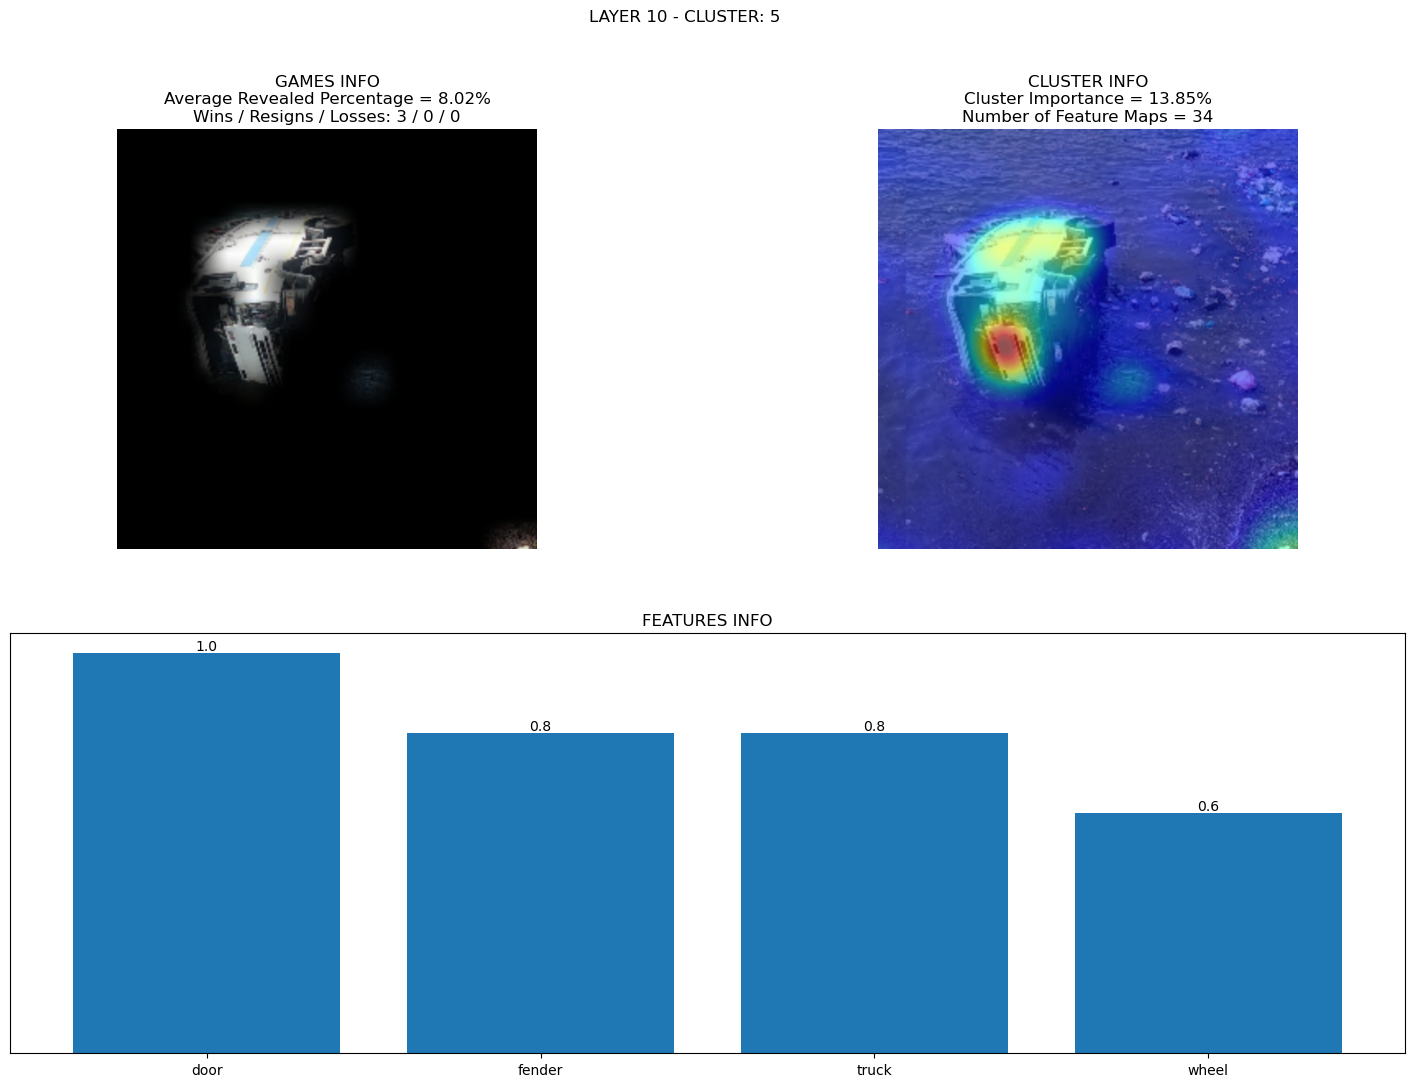 LAYER 10 - CLUSTER: 5
GAMES INFO
Average Revealed Percentage = 8.02%
Wins / Resigns / Losses: 3 / 0 / 0
CLUSTER INFO
Cluster Importance = 13.85%
Number of Feature Maps = 34
FEATURES INFO
1.0
0.8
0.8
0.6
door
fender
truck
wheel